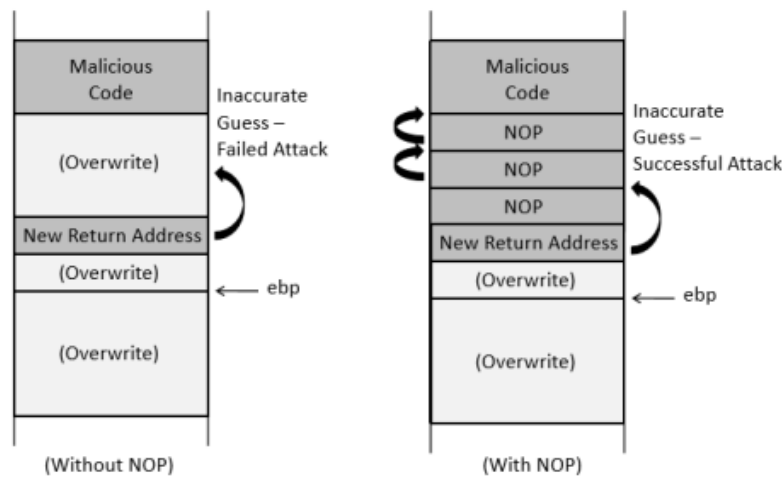 Malicious
Code
Inaccurate
Guess –
Failed Attack
(Overwrite)
New Return Address
(Overwrite)
ebp
(Overwrite)
(Without NOP)
Malicious
Code
Inaccurate
Guess –
Successful Attack
NOP
NOP
NOP
New Return Address
(Overwrite)
ebp
(Overwrite)
(With NOP)